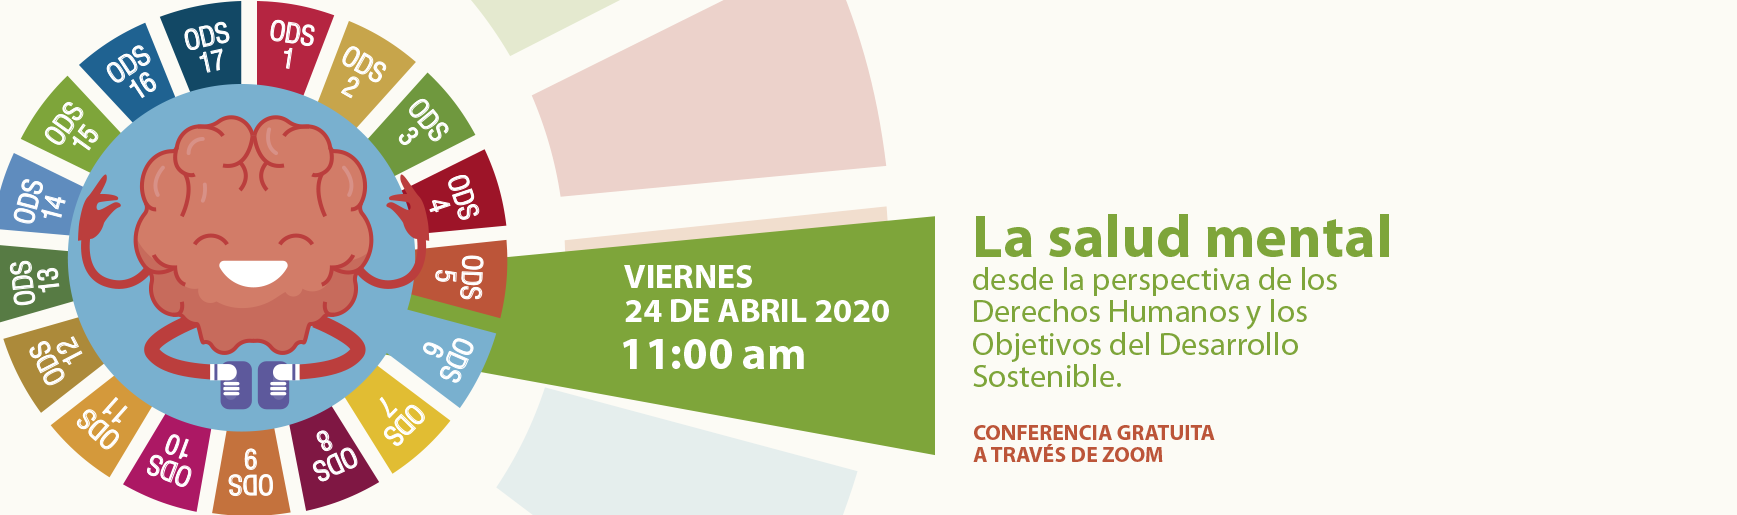 ODS
1
ODS
2
ODS
3
ODS
4
ODS
5
ODS
6
ODS
7
ODS
8
ODS
9
ODS
10
ODS
11
ODS
12
ODS
13
ODS
14
ODS
15
ODS
16
ODS
17
VIERNES
24 DE ABRIL 2020
11:00 am
La salud mental
desde la perspectiva de los
Derechos Humanos y los
Objetivos del Desarrollo
Sostenible.
CONFERENCIA GRATUITA
A TRAVÉS DE ZOOM